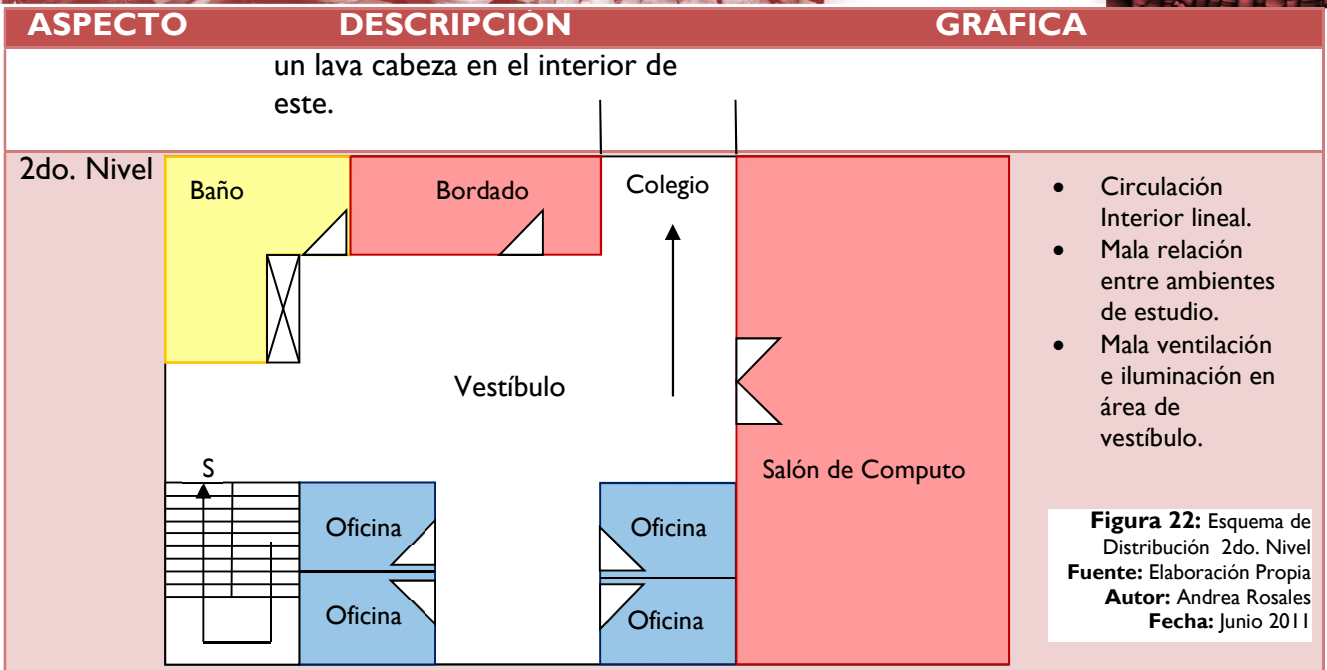 ASPECTO DESCRIPCIÓN GRÁFICA
un lava cabeza en el interior de
este.
2do. Nivel
Baño
Bordado
Colegio
Vestíbulo
S
Salón de Computo
Oficina
Oficina
Oficina
Oficina
• Circulación
Interior lineal.
• Mala relación
entre ambientes
de estudio.
• Mala ventilación
e iluminación en
área de
vestíbulo.
Figura 22: Esquema de
Distribución 2do. Nivel
Fuente: Elaboración Propia
Autor: Andrea Rosales
Fecha: Junio 2011